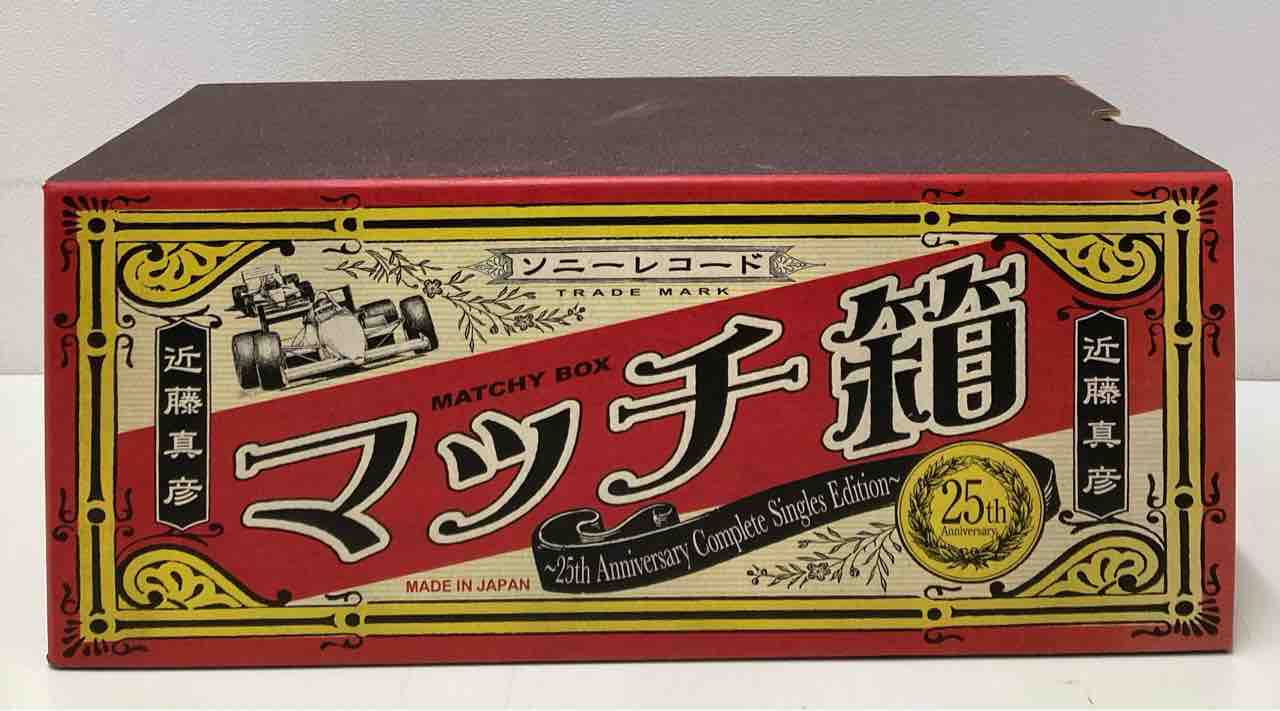 ソニーレコード
TRADE MARK
近藤真彦
MATCHY BOX
マッチ箱
近藤真彦
~25th Anniversary Complete Singles Edition~
25th
Anniversary
MADE IN JAPAN